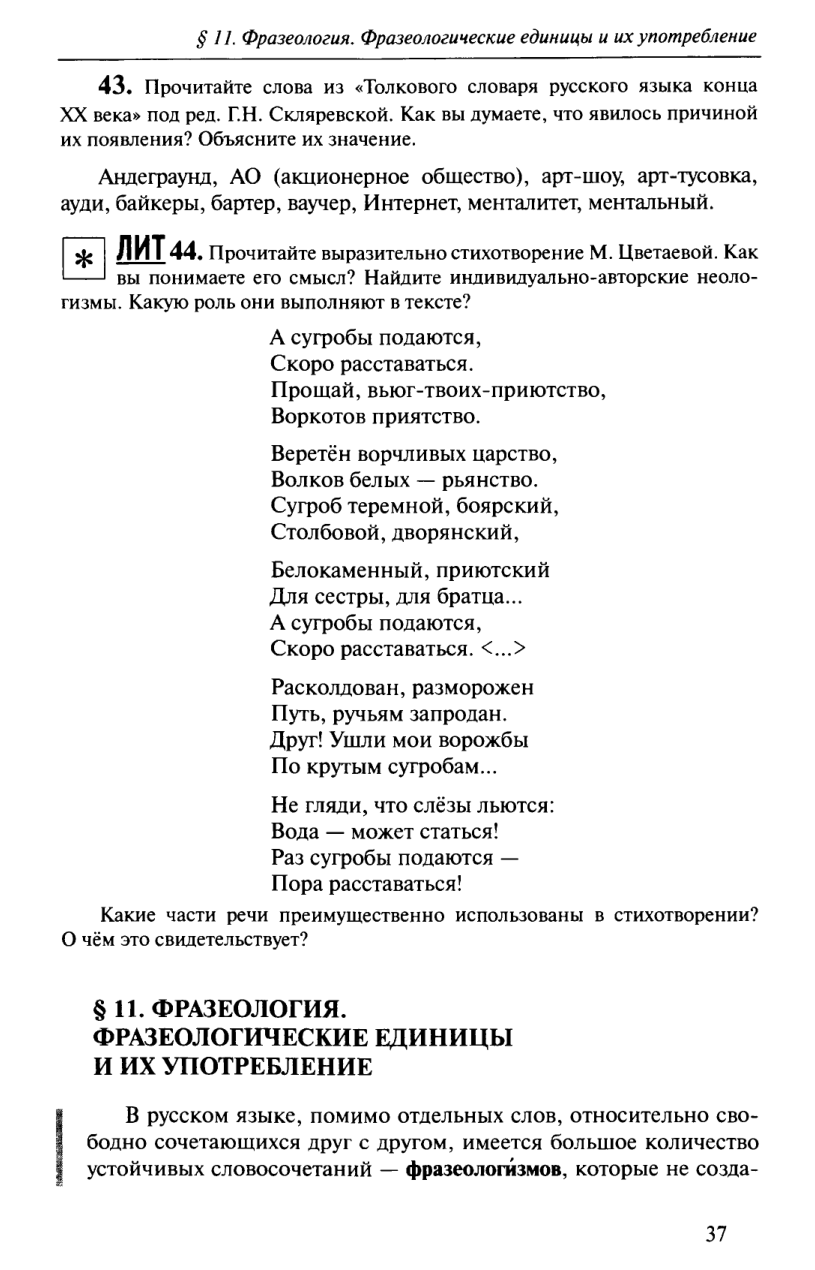 § 11. Фразеология. Фразеологические единицы и их употребление
43. Прочитайте слова из «Толкового словаря русского языка конца
XX века» под ред. Г.Н. Скляревской. Как вы думаете, что явилось причиной
их появления? Объясните их значение.
Андеграунд, АО (акционерное общество), арт-шоу, арт-тусовка,
ауди, байкеры, бартер, ваучер, Интернет, менталитет, ментальный.
* ЛИТ 44. Прочитайте выразительно стихотворение М. Цветаевой. Как
вы понимаете его смысл? Найдите индивидуально-авторские неоло-
гизмы. Какую роль они выполняют в тексте?
А сугробы подаются,
Скоро расставаться.
Прощай, вьюг-твоих-приютство,
Воркотов приятство.
Веретён ворчливых царство,
Волков белых — рьянство.
Сугроб теремной, боярский,
Столбовой, дворянский,
Белокаменный, приютский
Для сестры, для братца...
А сугробы подаются,
Скоро расставаться. <...>
Расколдован, разморожен
Путь, ручьям запродан.
Друг! Ушли мои ворожбы
По крутым сугробам...
Не гляди, что слёзы льются:
Вода — может статься!
Раз сугробы подаются —
Пора расставаться!
Какие части речи преимущественно использованы в стихотворении?
О чём это свидетельствует?
§ 11. ФРАЗЕОЛОГИЯ.
ФРАЗЕОЛОГИЧЕСКИЕ ЕДИНИЦЫ
И ИХ УПОТРЕБЛЕНИЕ
В русском языке, помимо отдельных слов, относительно сво-
бодно сочетающихся друг с другом, имеется большое количество
устойчивых словосочетаний — фразеологи́змов, которые не созда-
37